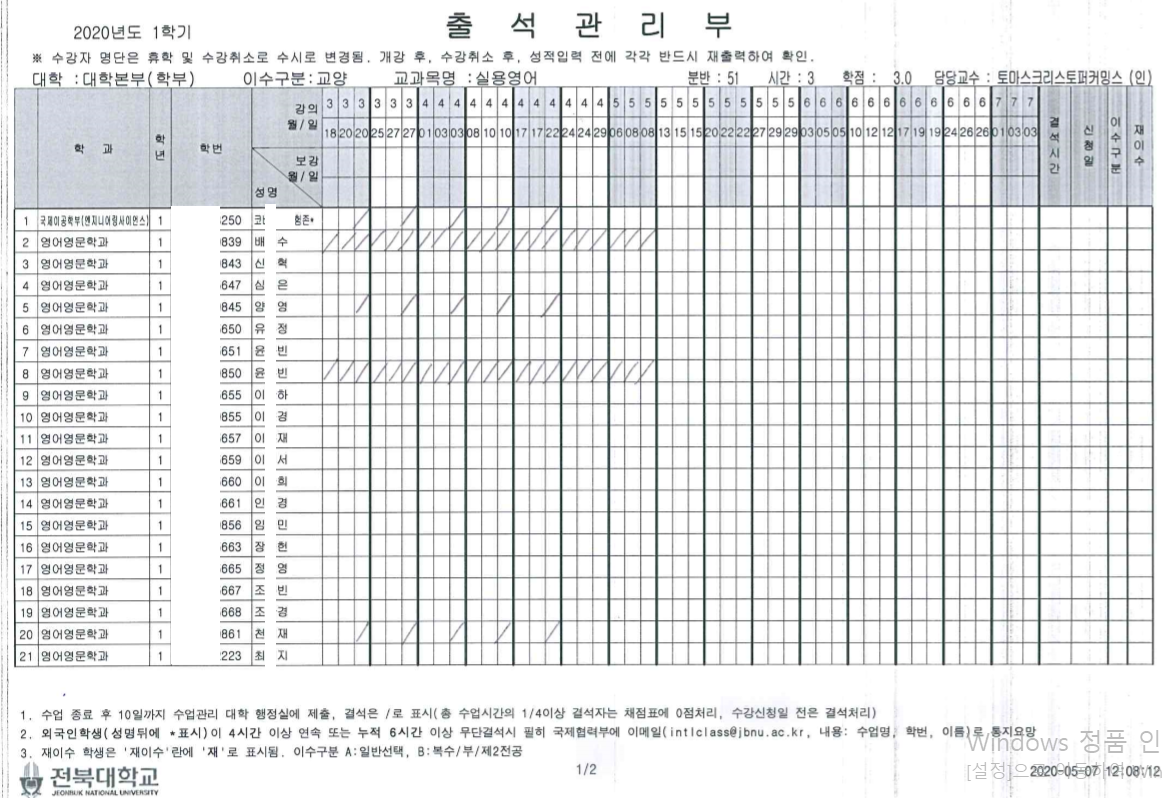 출 석 관 리 부
2020년도 1학기
※ 수강자 명단은 휴학 및 수강취소로 수시로 변경됨. 개강 후, 수강취소 후, 성적입력 전에 각각 반드시 재출력하여 확인.
대학 :대학본부(학부) 이수구분:교양 교과목명 :실용영어 분반 : 51 시간 : 3 학점 : 3.0 담당교수 : 토마스크리스토퍼커밍스 (인)
학 과 학년 학번 강의 월/일 보강 월/일 성명 결석시간 신청일 이수구분 재이수
3 3 3 3 3 3 4 4 4 4 4 4 4 4 4 4 4 4 5 5 5 5 5 5 5 5 5 5 5 5 6 6 6 6 6 6 6 6 6 6 6 6 7 7 7
18 20 20 25 27 27 01 03 03 08 10 10 17 17 22 24 24 29 06 08 08 13 15 15 20 22 22 27 29 29 03 05 05 10 12 12 17 19 19 24 26 26 01 03 03
1 국제이공학부(엔지니어링사이언스) 1 250 험존*
2 영어영문학과 1 839 배 수
3 영어영문학과 1 843 신 혁
4 영어영문학과 1 647 심 은
5 영어영문학과 1 845 양 영
6 영어영문학과 1 650 유 정
7 영어영문학과 1 651 윤 빈
8 영어영문학과 1 850 윤 빈
9 영어영문학과 1 655 이 하
10 영어영문학과 1 855 이 경
11 영어영문학과 1 657 이 재
12 영어영문학과 1 659 이 서
13 영어영문학과 1 660 이 희
14 영어영문학과 1 661 인 경
15 영어영문학과 1 856 임 민
16 영어영문학과 1 663 장 헌
17 영어영문학과 1 665 정 영
18 영어영문학과 1 667 조 빈
19 영어영문학과 1 668 조 경
20 영어영문학과 1 861 천 재
21 영어영문학과 1 223 최 지
1. 수업 종료 후 10일까지 수업관리 대학 행정실에 제출, 결석은 /로 표시(총 수업시간의 1/4이상 결석자는 채점표에 0점처리, 수강신청일 전은 결석처리)
2. 외국인학생(성명뒤에 *표시)이 4시간 이상 연속 또는 누적 6시간 이상 무단결석시 필히 국제협력부에 이메일(intlclass@jbnu.ac.kr, 내용: 수업명, 학번, 이름)로 통지요망
3. 재이수 학생은 '재이수'란에 '재'로 표시됨. 이수구분 A:일반선택, B:복수/부/제2전공
Windows 정품 인
전북대학교
JEONBUK NATIONAL UNIVERSITY
1/2
[설정]으
2020-05-07 12:08:12